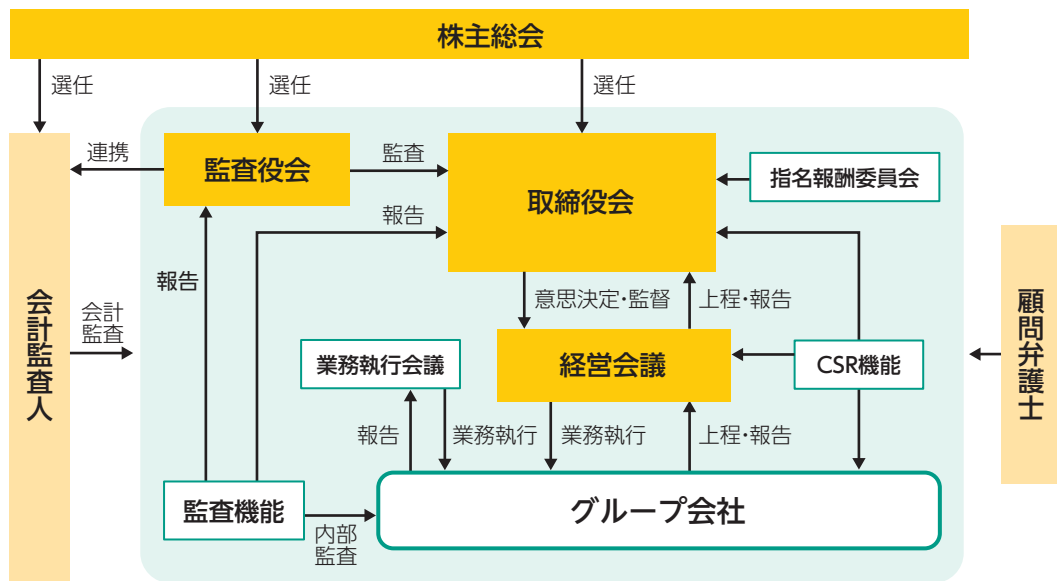 株主総会
選任
選任
選任
連携
監査役会
監査
取締役会
指名報酬委員会
報告
報告
会計監査人
会計
監査
意思決定・監督
上程・報告
顧問弁護士
業務執行会議
経営会議
CSR機能
報告
業務執行
業務執行
上程・報告
監査機能
内部
監査
グループ会社